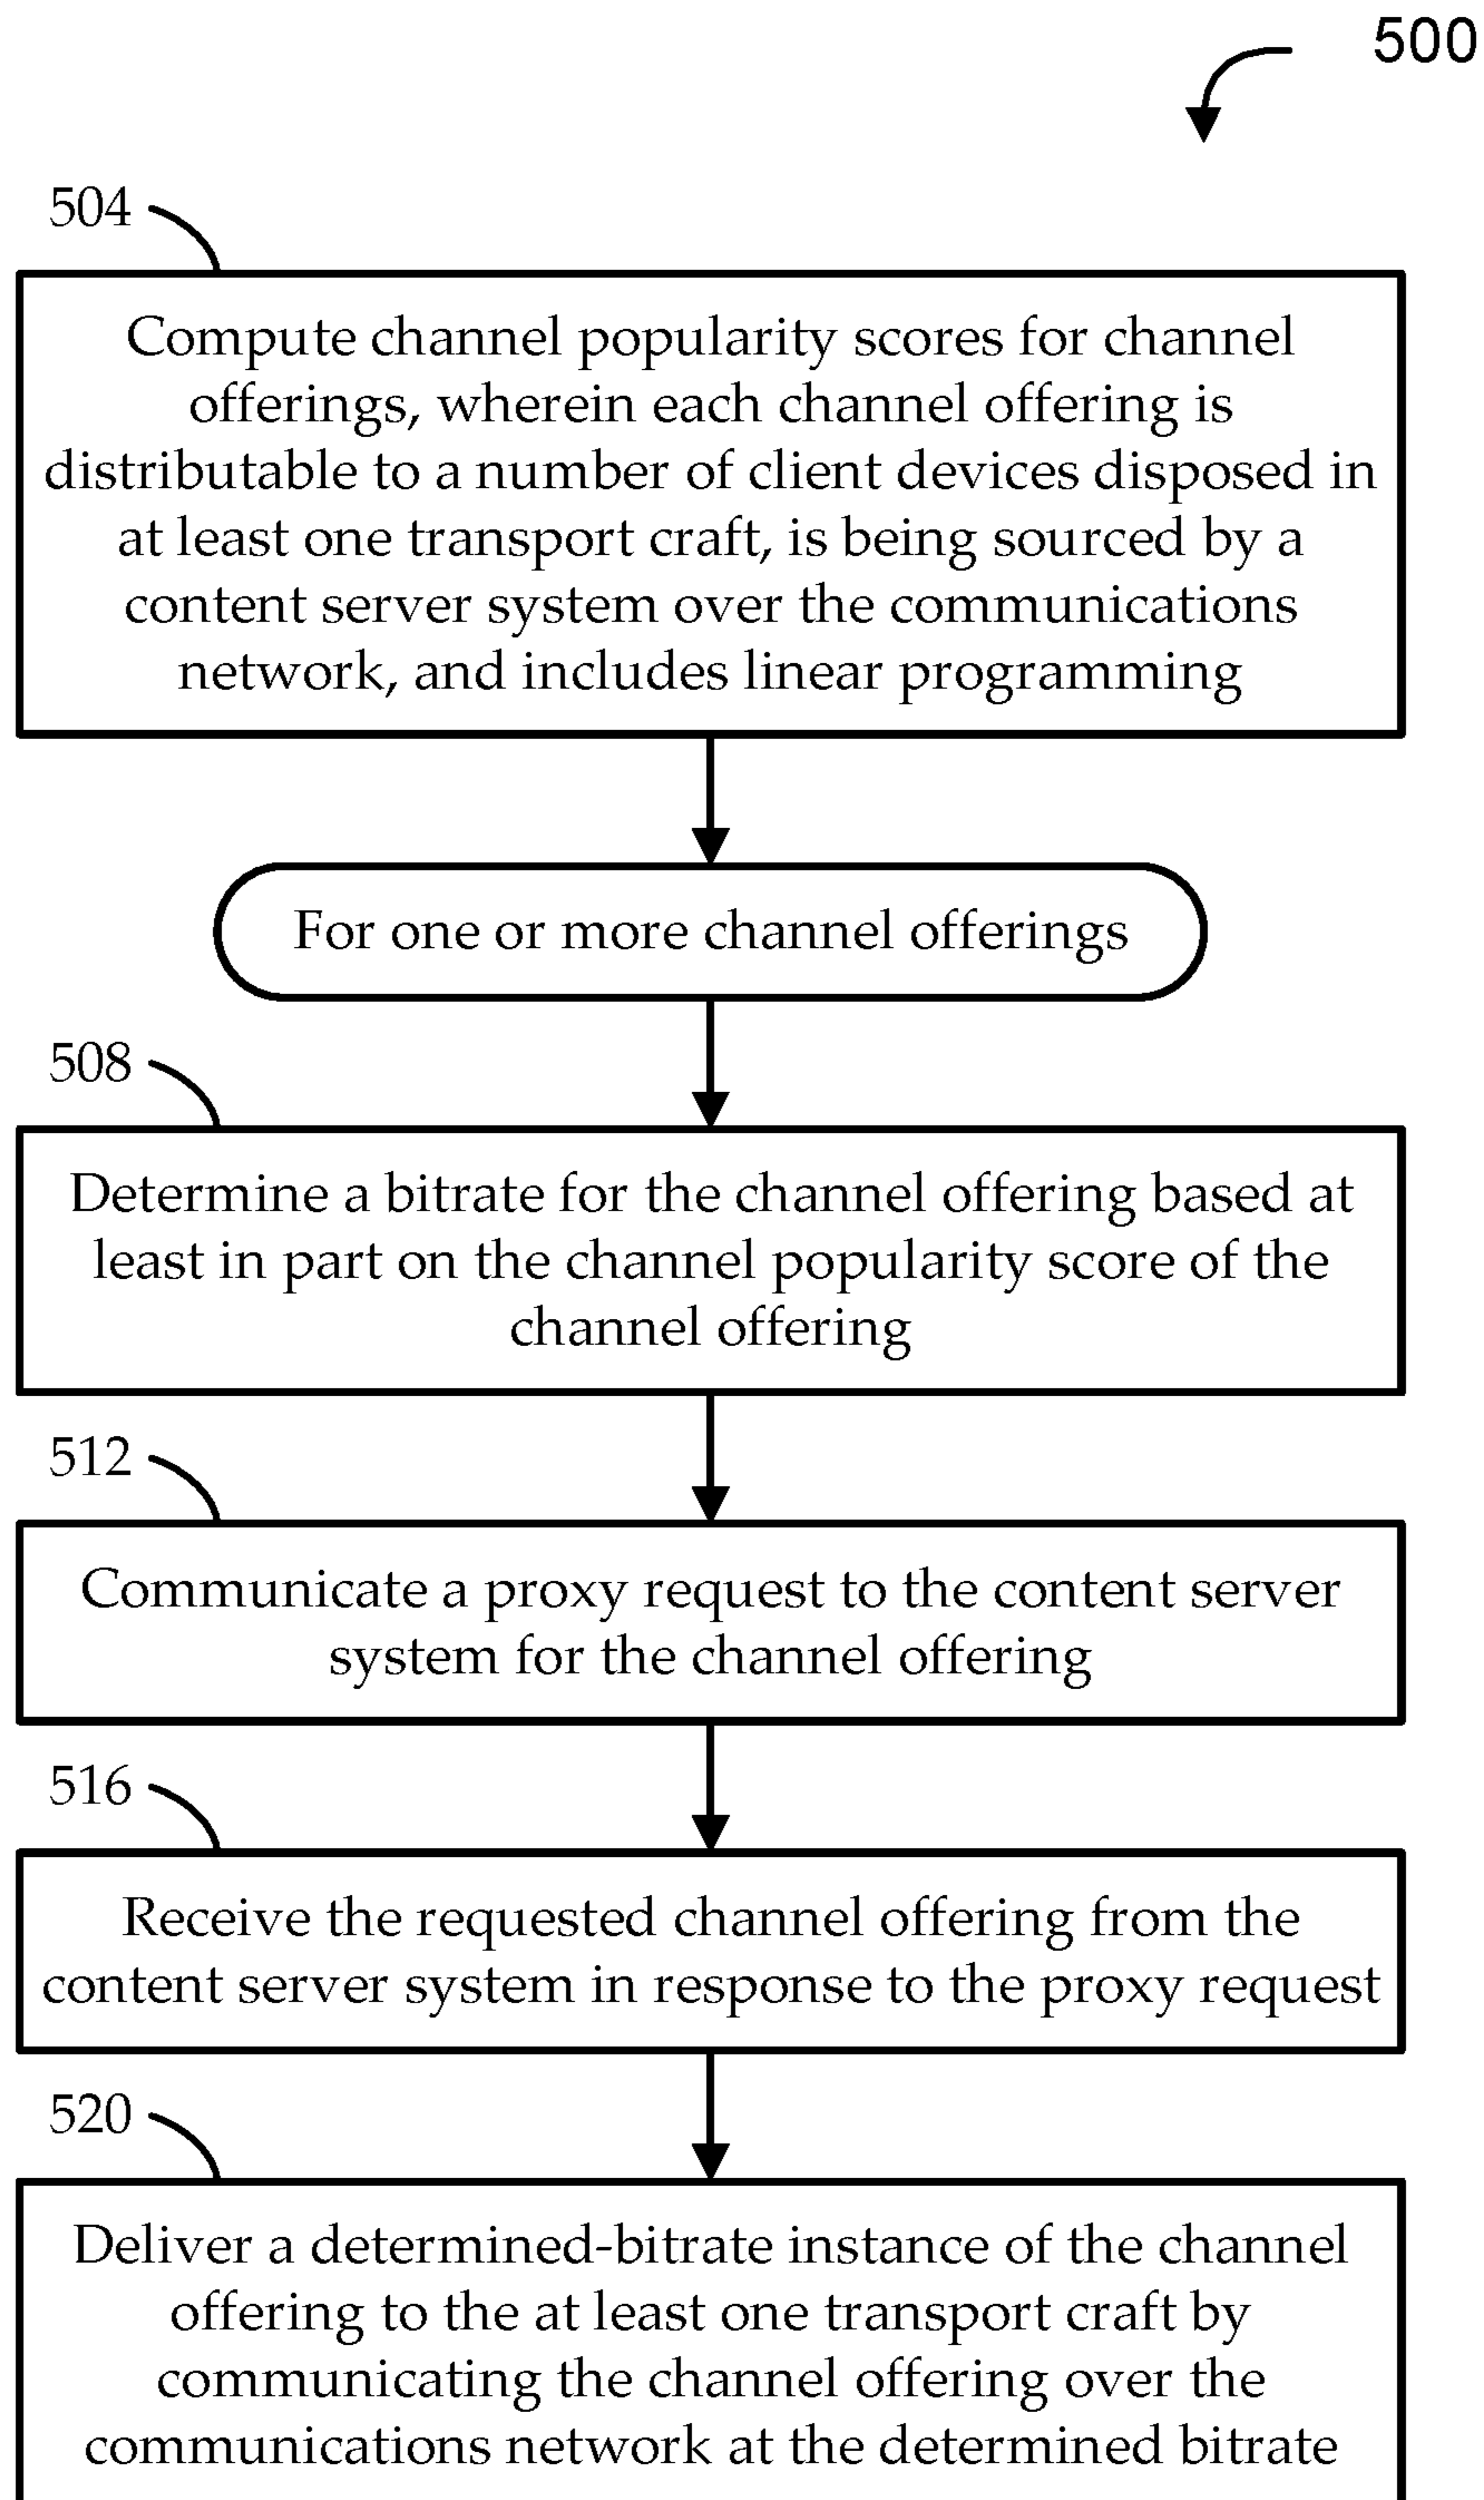 500
504
Compute channel popularity scores for channel
offerings, wherein each channel offering is
distributable to a number of client devices disposed in
at least one transport craft, is being sourced by a
content server system over the communications
network, and includes linear programming
For one or more channel offerings
508
Determine a bitrate for the channel offering based at
least in part on the channel popularity score of the
channel offering
512
Communicate a proxy request to the content server
system for the channel offering
516
Receive the requested channel offering from the
content server system in response to the proxy request
520
Deliver a determined-bitrate instance of the channel
offering to the at least one transport craft by
communicating the channel offering over the
communications network at the determined bitrate